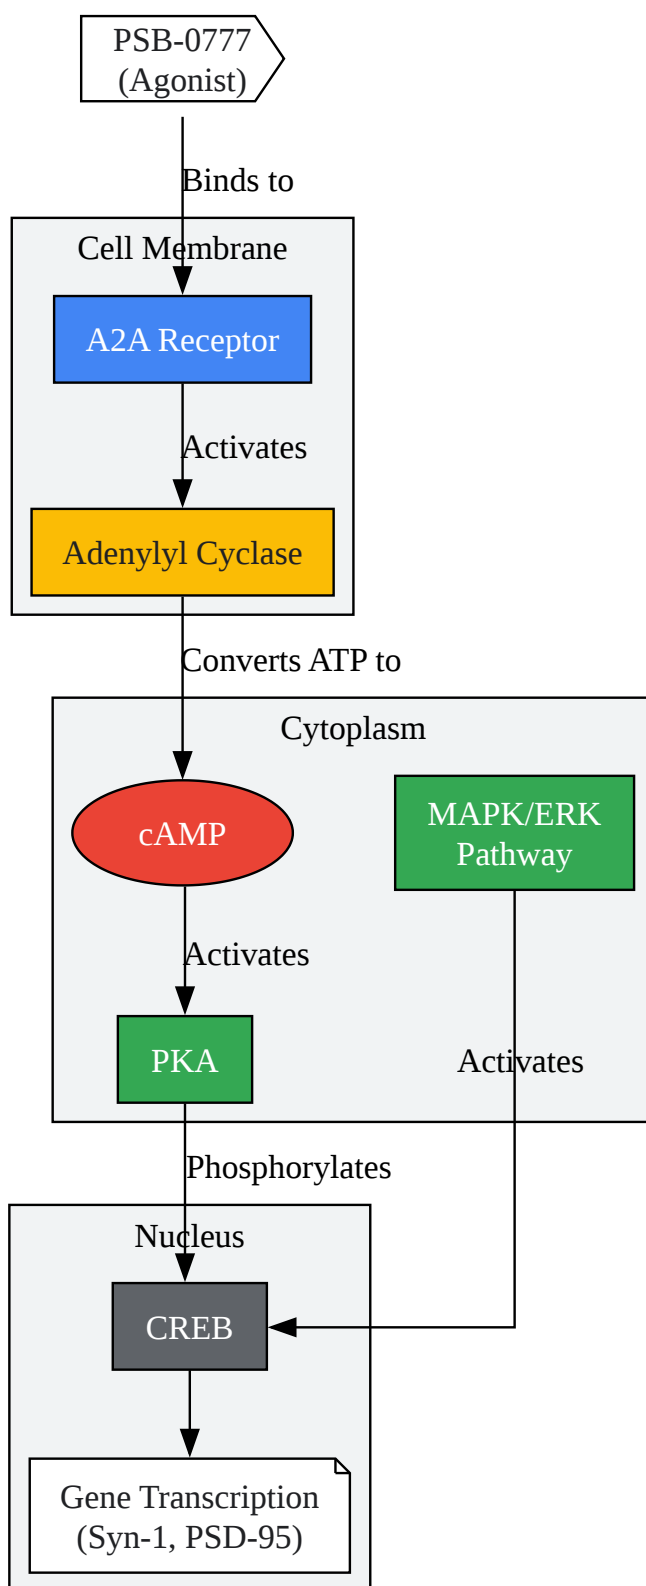 PSB-0777
(Agonist)
Binds to
Cell Membrane
A2A Receptor
Activates
Adenylyl Cyclase
Converts ATP to
Cytoplasm
cAMP
MAPK/ERK
Pathway
Activates
PKA
Activates
Phosphorylates
Nucleus
CREB
Gene Transcription
(Syn-1, PSD-95)